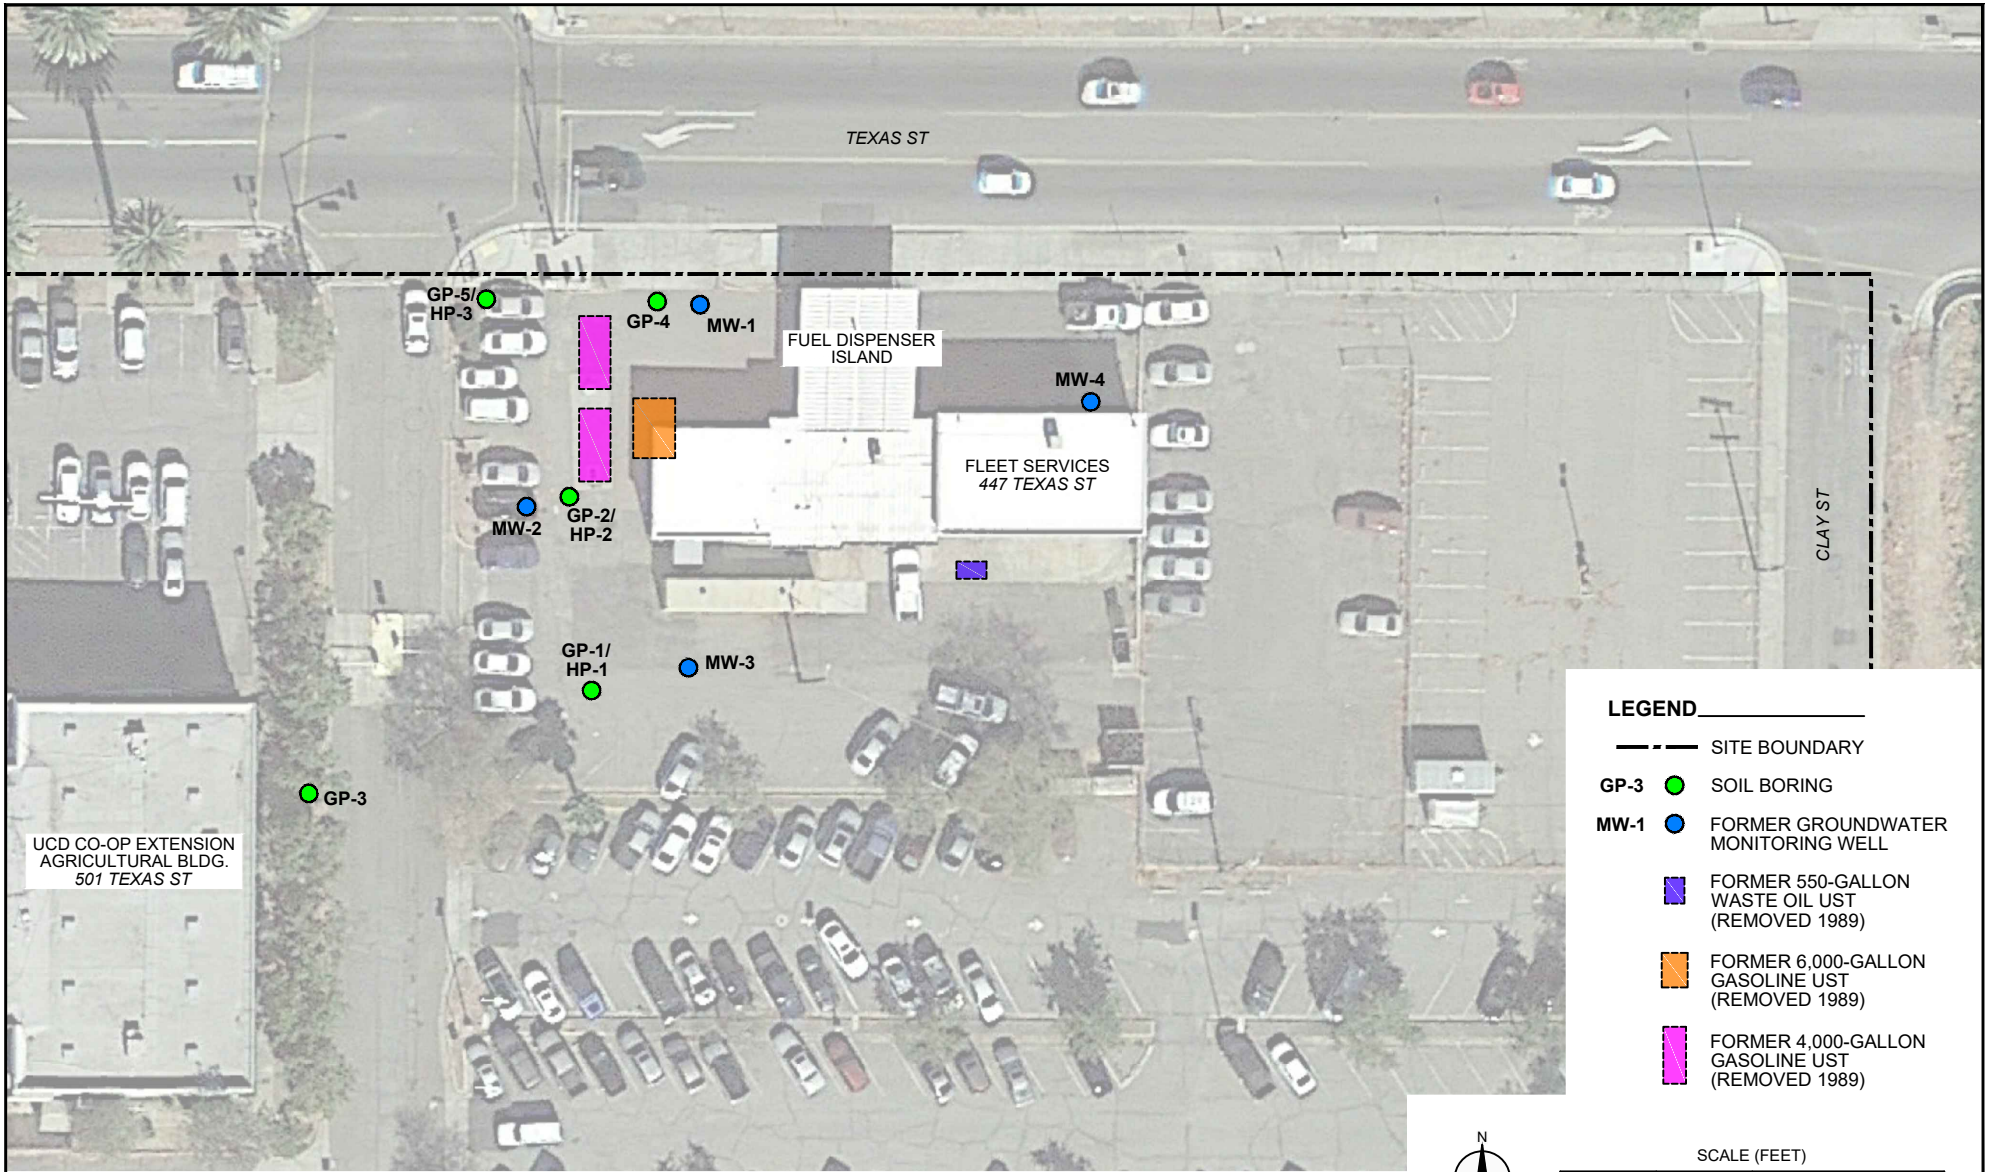 TEXAS ST
GP-5/
HP-3
GP-4
MW-1
FUEL DISPENSER
ISLAND
MW-4
FLEET SERVICES
447 TEXAS ST
MW-2
GP-2/
HP-2
CLAY ST
GP-1/
HP-1
MW-3
GP-3
UCD CO-OP EXTENSION
AGRICULTURAL BLDG.
501 TEXAS ST
LEGEND
SITE BOUNDARY
GP-3 SOIL BORING
MW-1 FORMER GROUNDWATER
MONITORING WELL
FORMER 550-GALLON
WASTE OIL UST
(REMOVED 1989)
FORMER 6,000-GALLON
GASOLINE UST
(REMOVED 1989)
FORMER 4,000-GALLON
GASOLINE UST
(REMOVED 1989)
N
SCALE (FEET)